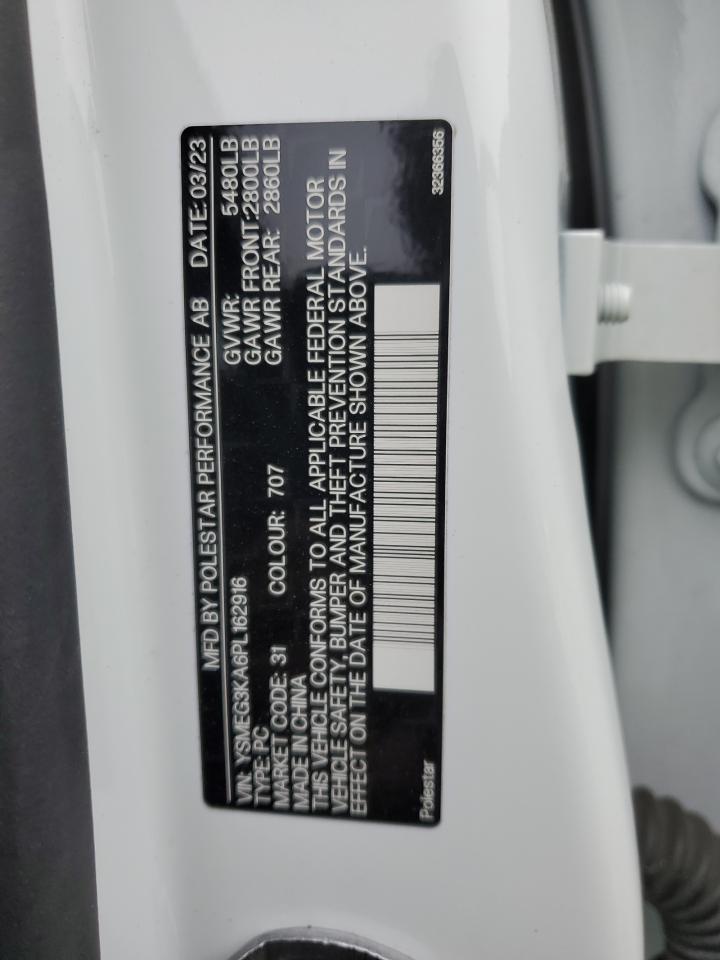 MFD BY POLESTAR PERFORMANCE AB DATE: 03/23
VIN: YSMEG3KA6PL162916 GVWR: 5480LB
TYPE: PC GAWR FRONT: 2800LB
MARKET CODE: 31 COLOUR: 707 GAWR REAR: 2860LB
MADE IN CHINA
THIS VEHICLE CONFORMS TO ALL APPLICABLE FEDERAL MOTOR
VEHICLE SAFETY, BUMPER AND THEFT PREVENTION STANDARDS IN
EFFECT ON THE DATE OF MANUFACTURE SHOWN ABOVE.
Polestar 32366356